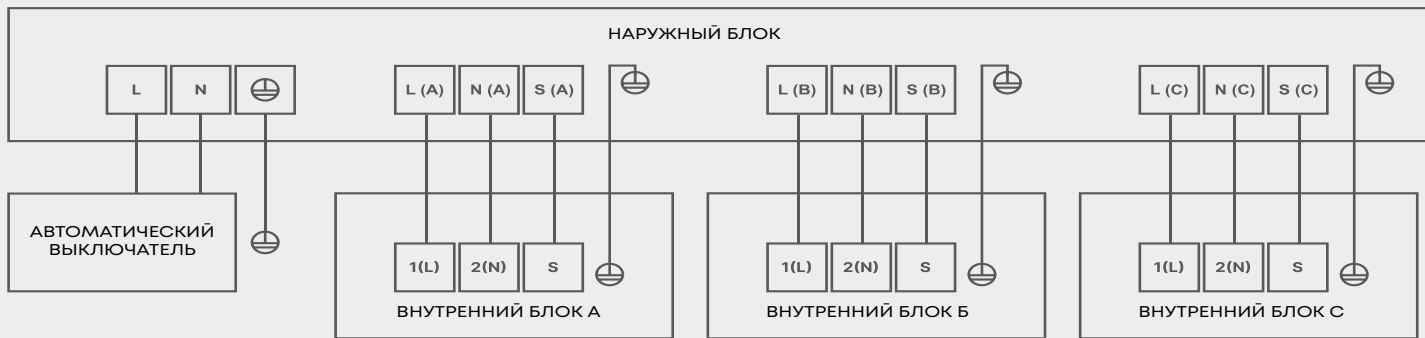 НАРУЖНЫЙ БЛОК
L N L (A) N (A) S (A) L (B) N (B) S (B) L (C) N (C) S (C)
АВТОМАТИЧЕСКИЙ
ВЫКЛЮЧАТЕЛЬ
1(L) 2(N) S 1(L) 2(N) S 1(L) 2(N) S
ВНУТРЕННИЙ БЛОК А ВНУТРЕННИЙ БЛОК Б ВНУТРЕННИЙ БЛОК С